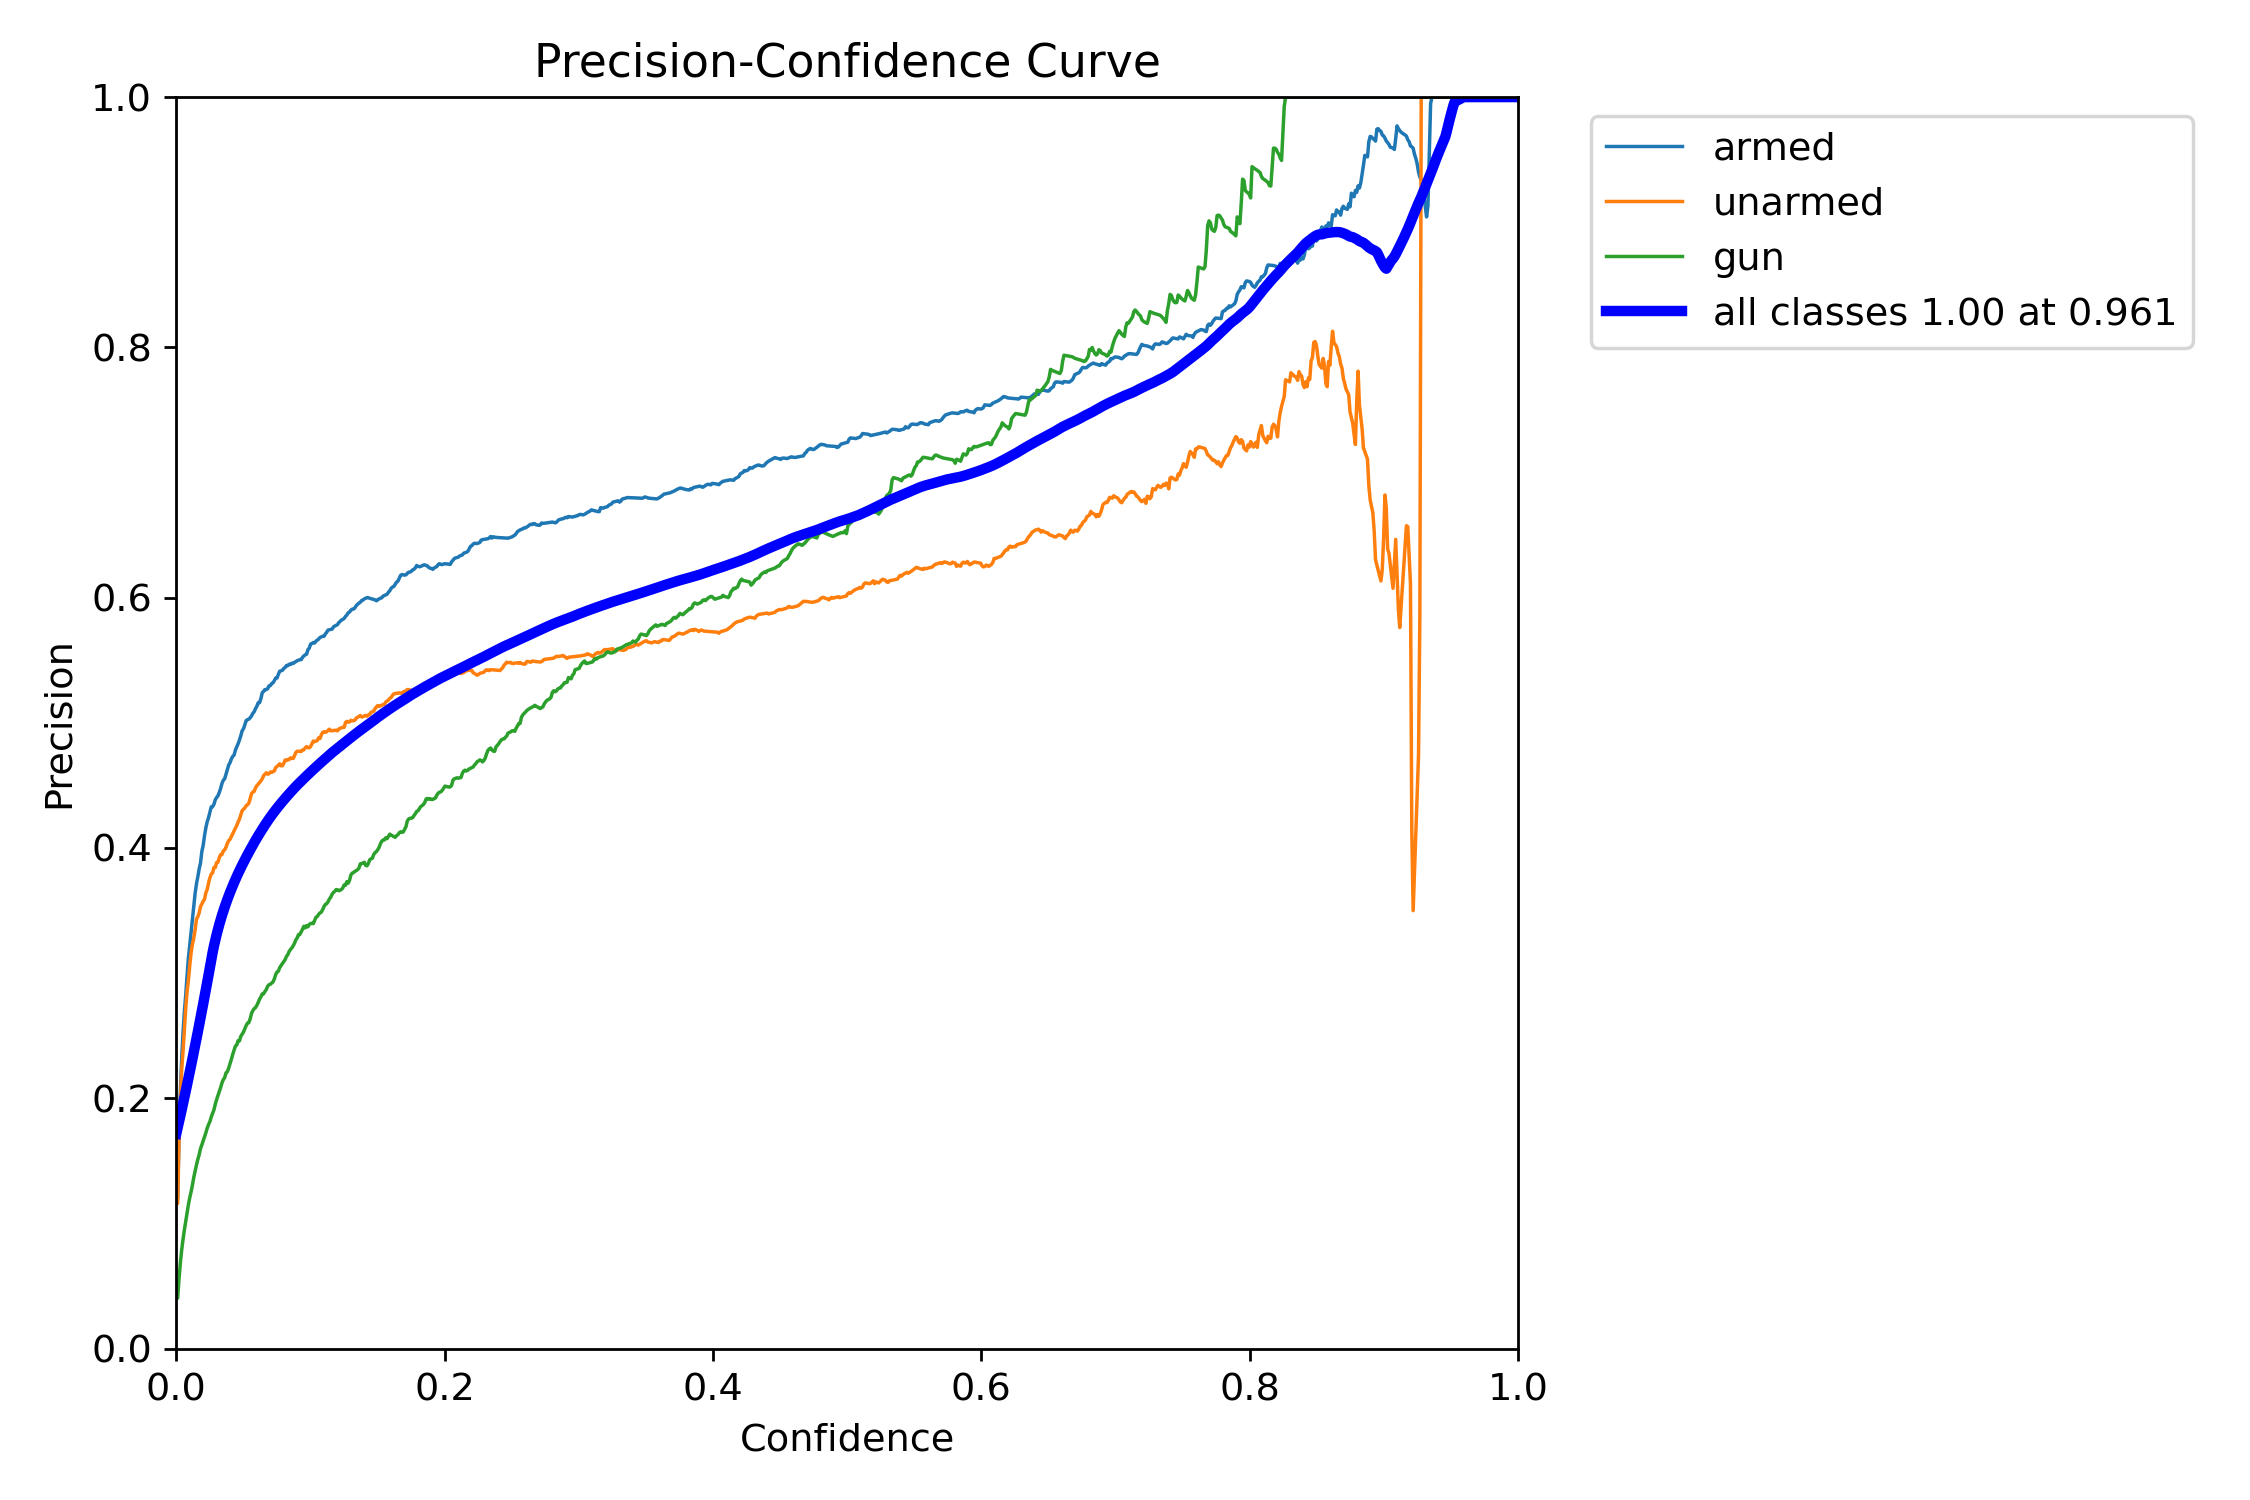 Precision-Confidence Curve
1.0
0.8
0.6
0.4
0.2
0.0
Precision
0.0 0.2 0.4 0.6 0.8 1.0
Confidence
armed
unarmed
gun
all classes 1.00 at 0.961